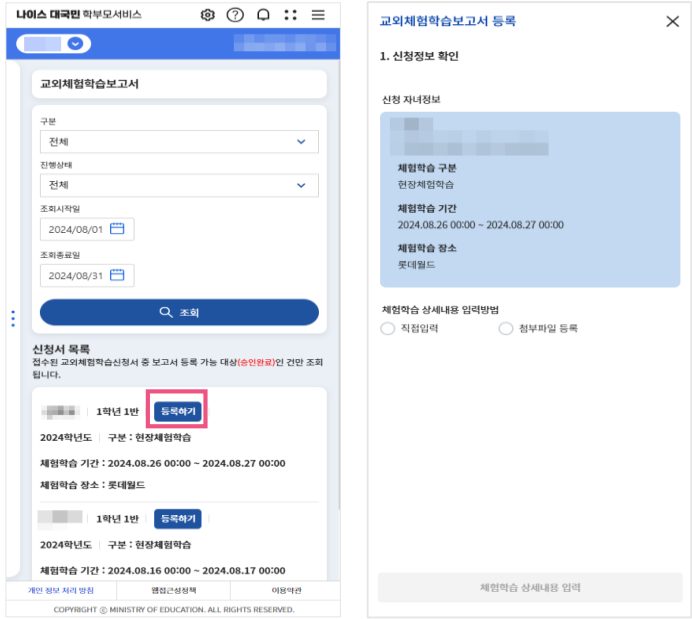 나이스 대국민 학부모서비스
교외체험학습보고서
구분
전체
진행상태
전체
조회시작일
2024/08/01
조회종료일
2024/08/31
조회
신청서 목록
접수된 교외체험학습신청서 중 보고서 등록 가능 대상(승인완료)인 건만 조회
됩니다.
1학년 1반 등록하기
2024학년도 구분 : 현장체험학습
체험학습 기간 : 2024.08.26 00:00 ~ 2024.08.27 00:00
체험학습 장소 : 롯데월드
1학년 1반 등록하기
2024학년도 구분 : 현장체험학습
체험학습 기간 : 2024.08.16 00:00 ~ 2024.08.17 00:00
개인 정보 처리 방침 웹접근성정책 이용약관
COPYRIGHT ⓒ MINISTRY OF EDUCATION. ALL RIGHTS RESERVED.
교외체험학습보고서 등록
1. 신청정보 확인
신청 자녀정보
체험학습 구분
현장체험학습
체험학습 기간
2024.08.26 00:00 ~ 2024.08.27 00:00
체험학습 장소
롯데월드
체험학습 상세내용 입력방법
직접입력 첨부파일 등록
체험학습 상세내용 입력